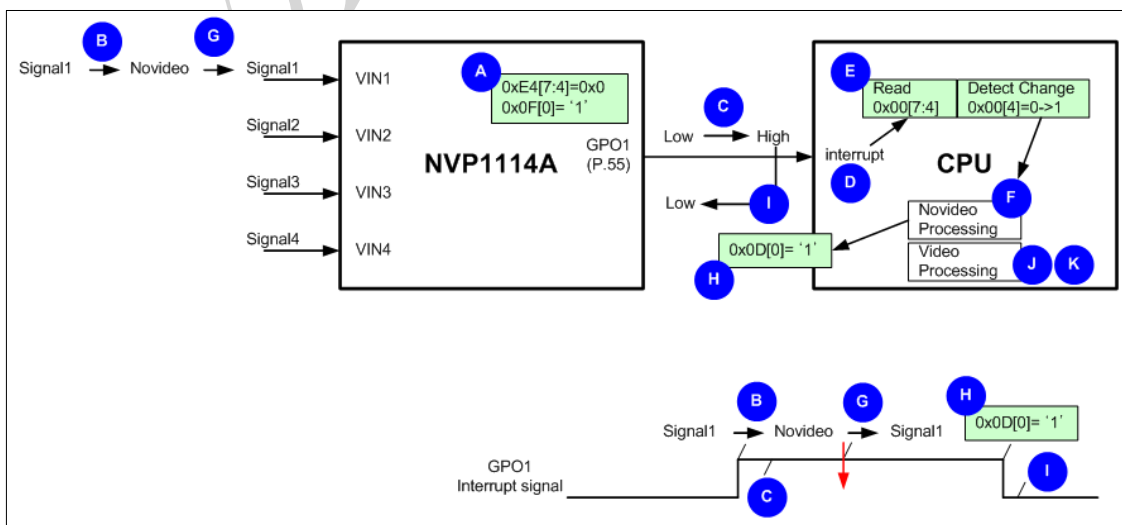 B
G
Signal1
Novideo
Signal1
VIN1
Signal2
VIN2
Signal3
VIN3
Signal4
VIN4
A
0xE4[7:4]=0x0
0x0F[0]= ‘1’
GPO1
(P.55)
NVP1114A
C
Low
High
Low
I
E
Read
0x00[7:4]
Detect Change
0x00[4]=0->1
interrupt
D
CPU
F
Novideo
Processing
Video
Processing
J
K
0x0D[0]= ‘1’
H
B
G
H
Signal1
Novideo
Signal1
0x0D[0]= ‘1’
GPO1
Interrupt signal
C
I